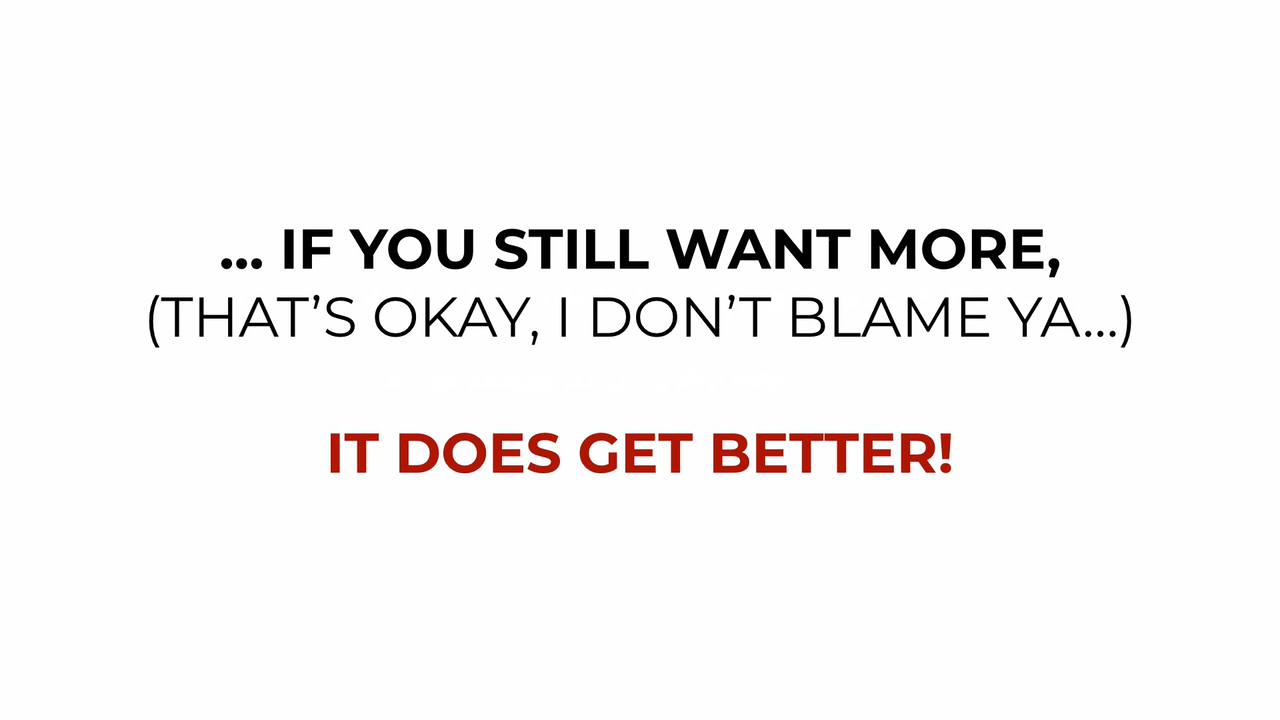 ... IF YOU STILL WANT MORE,
(THAT’S OKAY, I DON’T BLAME YA...)
IT DOES GET BETTER!